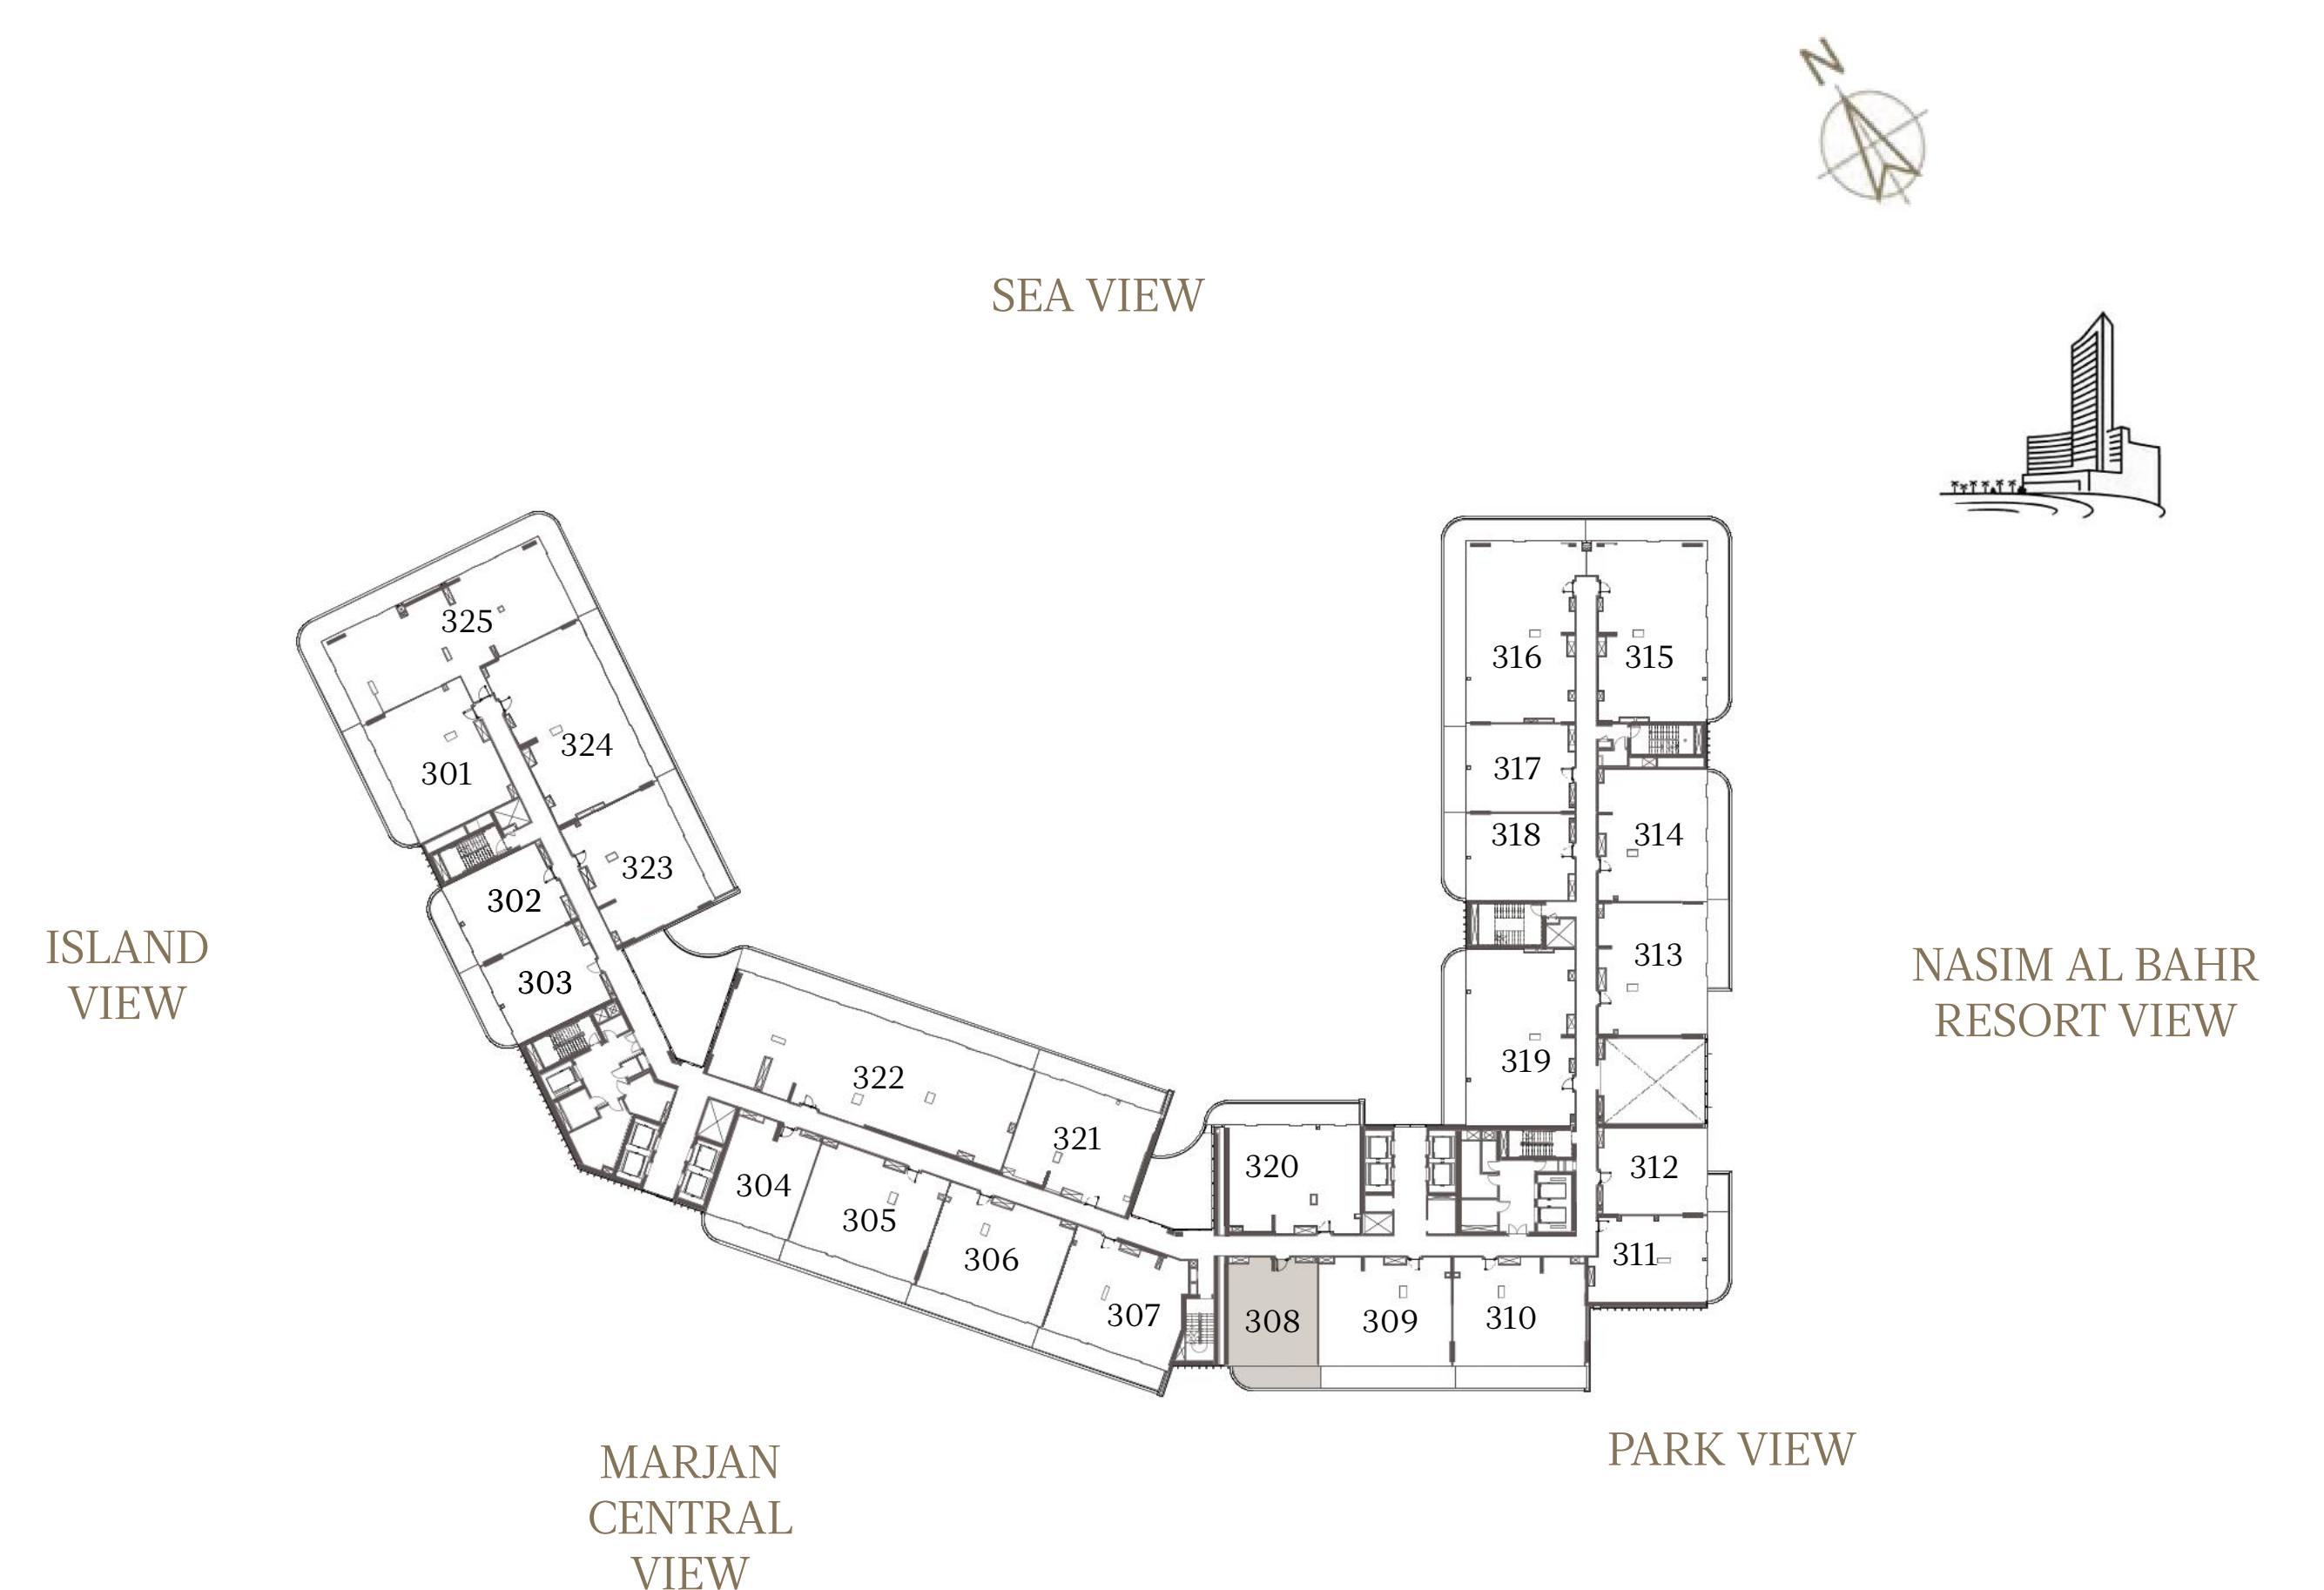 N
SEA VIEW
325
316
315
324
301
317
318
314
323
302
ISLAND
VIEW
303
313
NASIM AL BAHR
RESORT VIEW
319
322
321
320
312
304
305
306
311
307
308
309
310
PARK VIEW
MARJAN
CENTRAL
VIEW